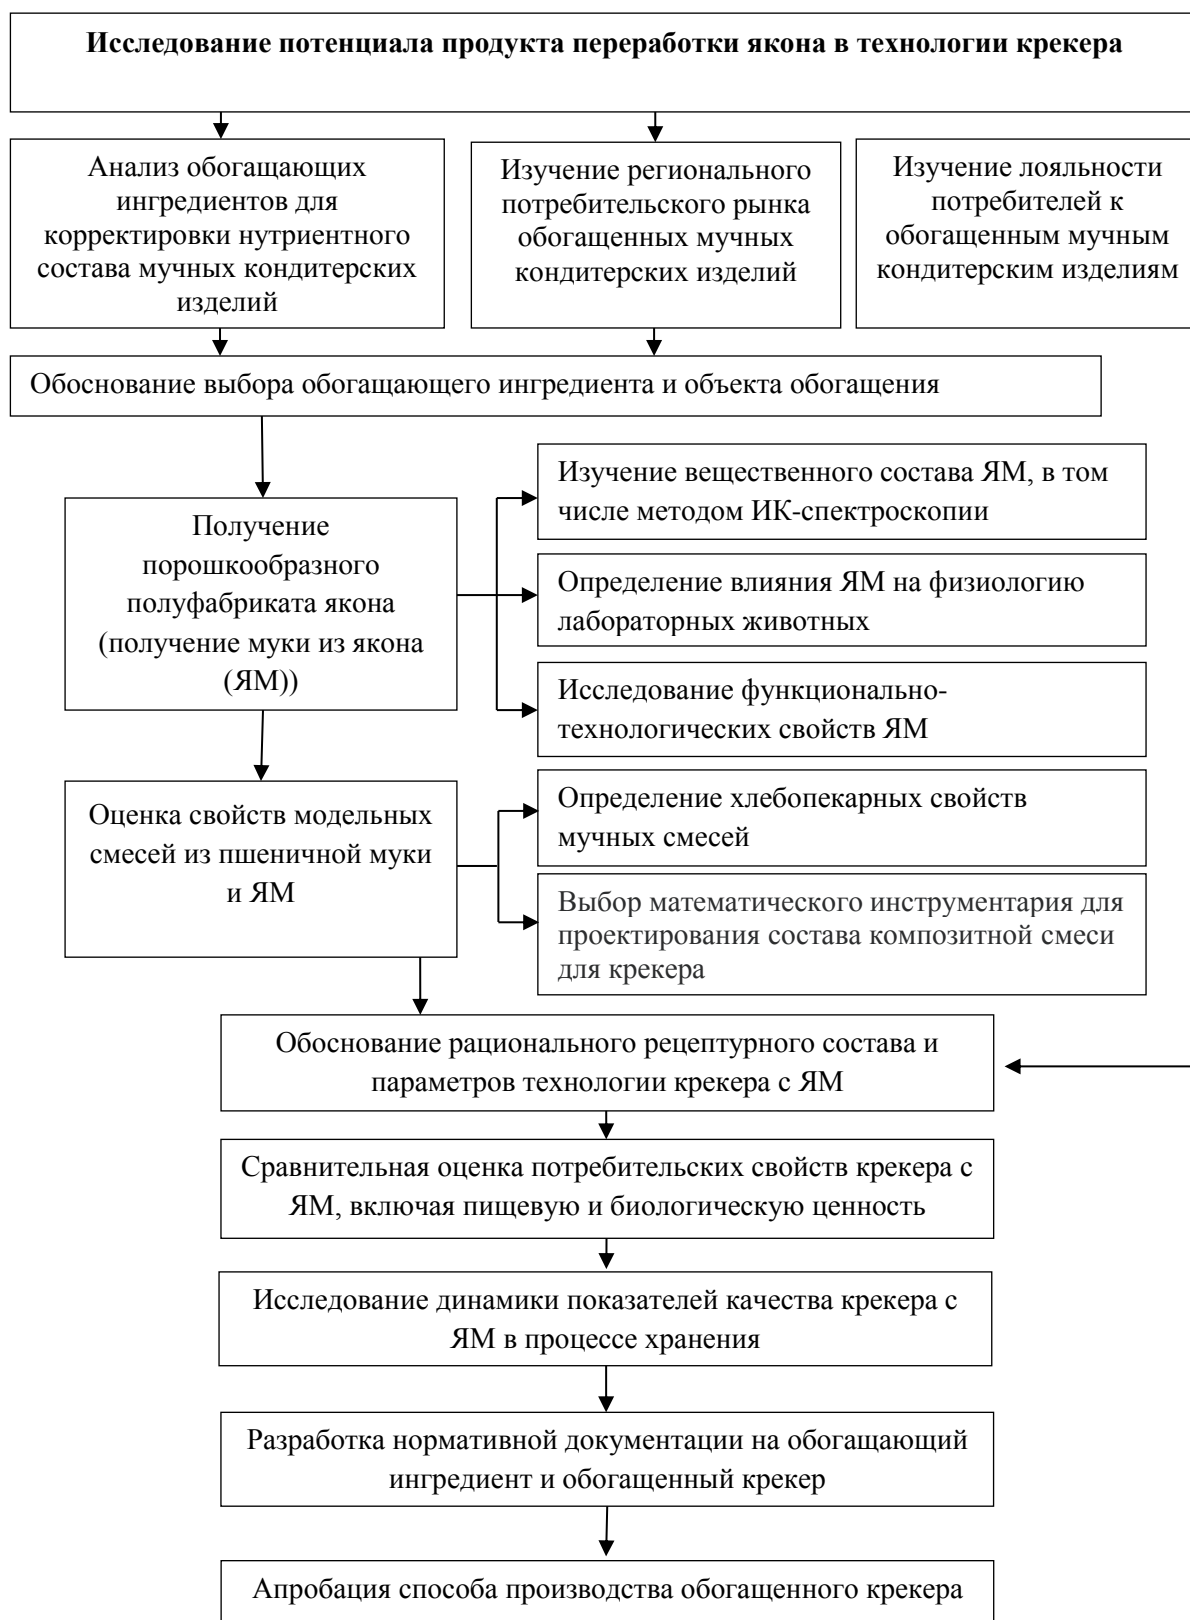 Исследование потенциала продукта переработки якона в технологии крекера
Анализ обогащающих
ингредиентов для
корректировки нутриентного
состава мучных кондитерских
изделий
Изучение регионального
потребительского рынка
обогащенных мучных
кондитерских изделий
Изучение лояльности
потребителей к
обогащенным мучным
кондитерским изделиям
Обоснование выбора обогащающего ингредиента и объекта обогащения
Получение
порошкообразного
полуфабриката якона
(получение муки из якона
(ЯМ))
Изучение вещественного состава ЯМ, в том
числе методом ИК-спектроскопии
Определение влияния ЯМ на физиологию
лабораторных животных
Исследование функционально-
технологических свойств ЯМ
Оценка свойств модельных
смесей из пшеничной муки
и ЯМ
Определение хлебопекарных свойств
мучных смесей
Выбор математического инструментария для
проектирования состава композитной смеси
для крекера
Обоснование рационального рецептурного состава и
параметров технологии крекера с ЯМ
Сравнительная оценка потребительских свойств крекера с
ЯМ, включая пищевую и биологическую ценность
Исследование динамики показателей качества крекера с
ЯМ в процессе хранения
Разработка нормативной документации на обогащающий
ингредиент и обогащенный крекер
Апробация способа производства обогащенного крекера